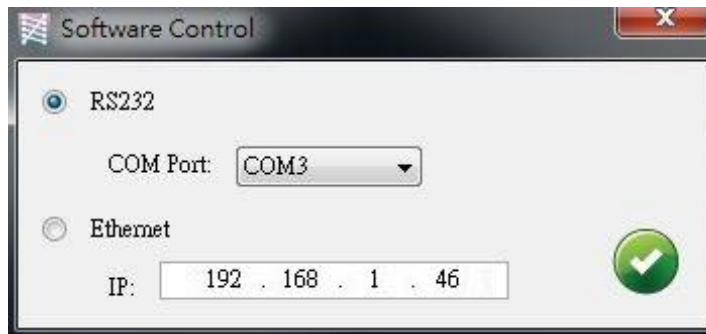 Software Control
RS232
COM Port: COM3
Ethernet
IP: 192 . 168 . 1 . 46